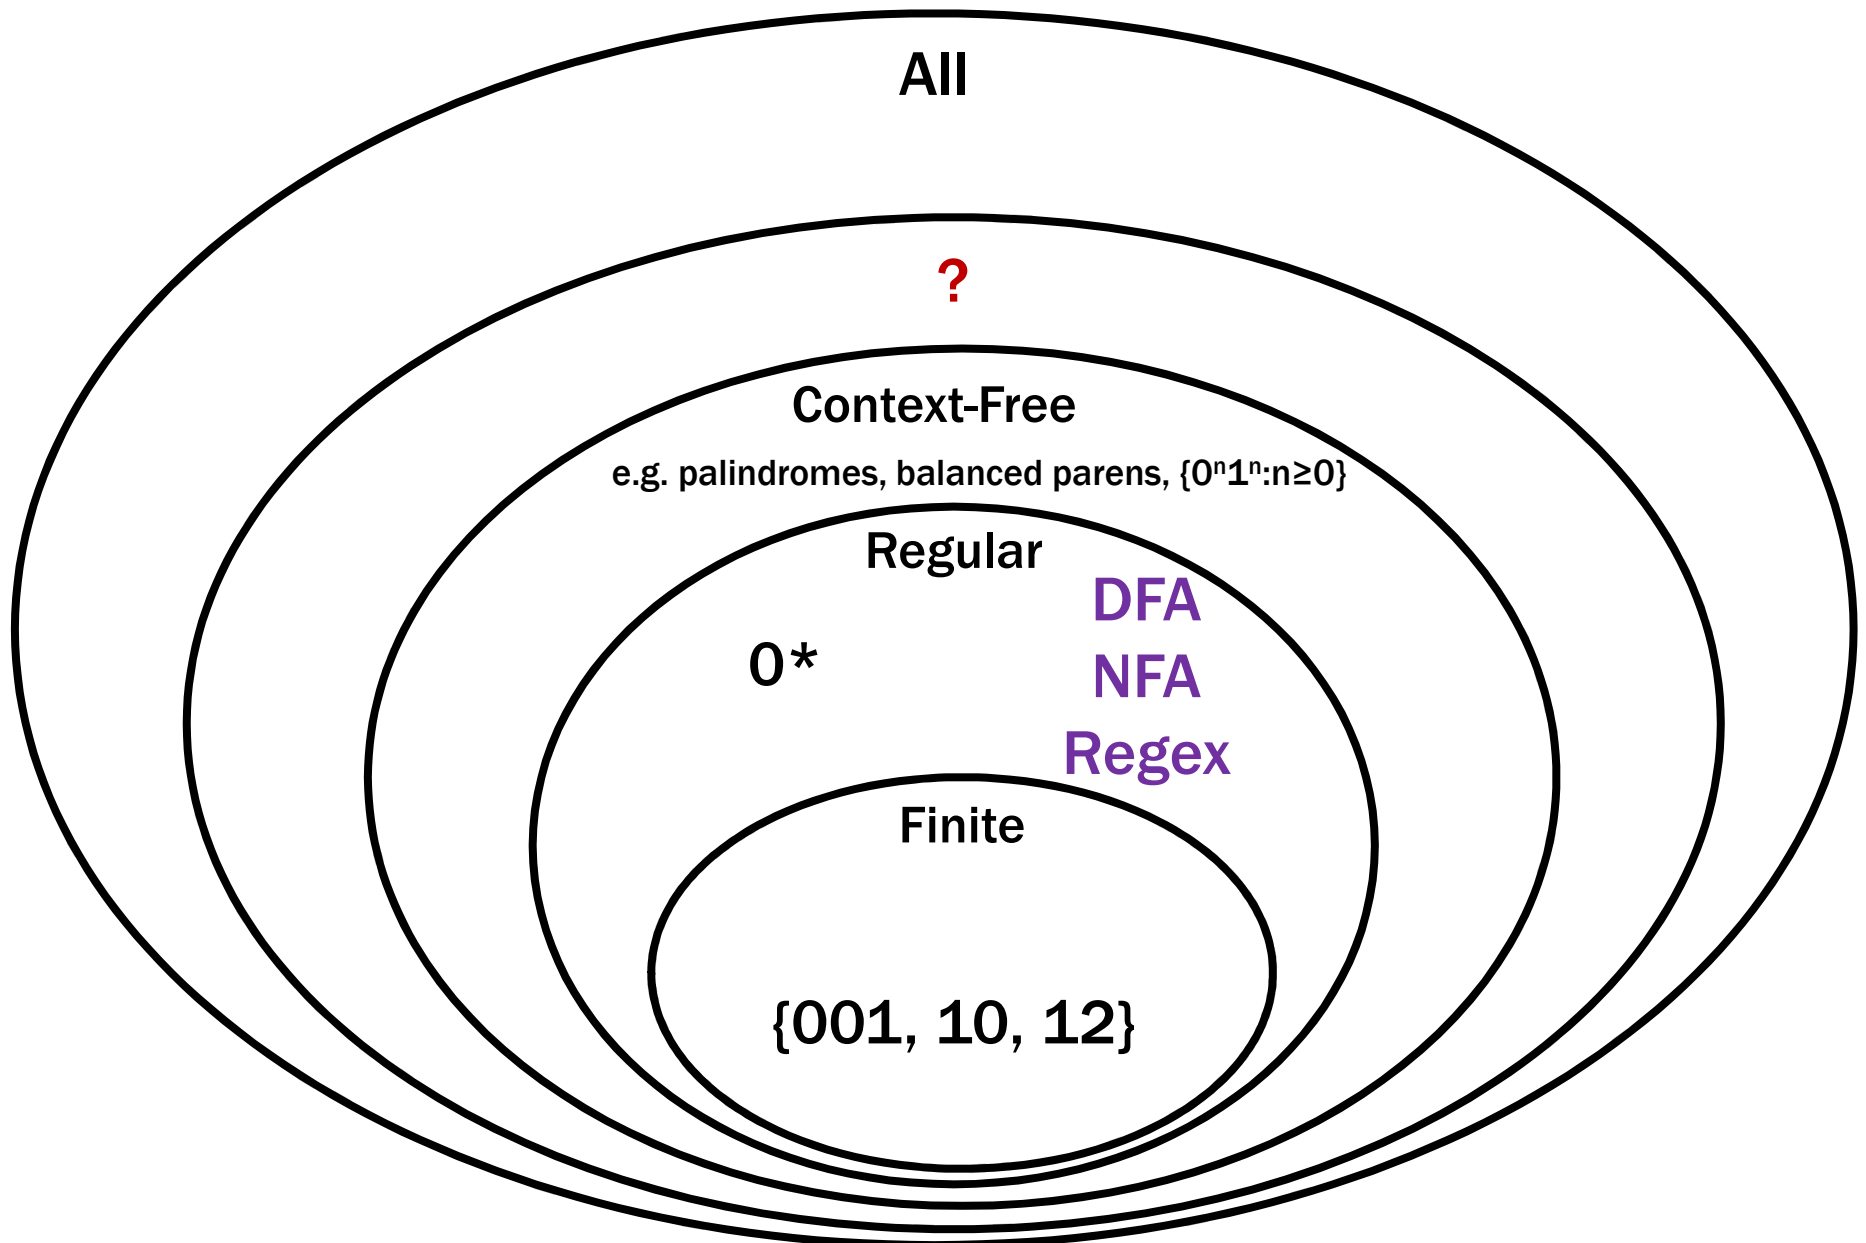 All
?
Context-Free
e.g. palindromes, balanced parens, {0ⁿ1ⁿ:n≥0}
Regular
DFA
0*
NFA
Regex
Finite
{001, 10, 12}